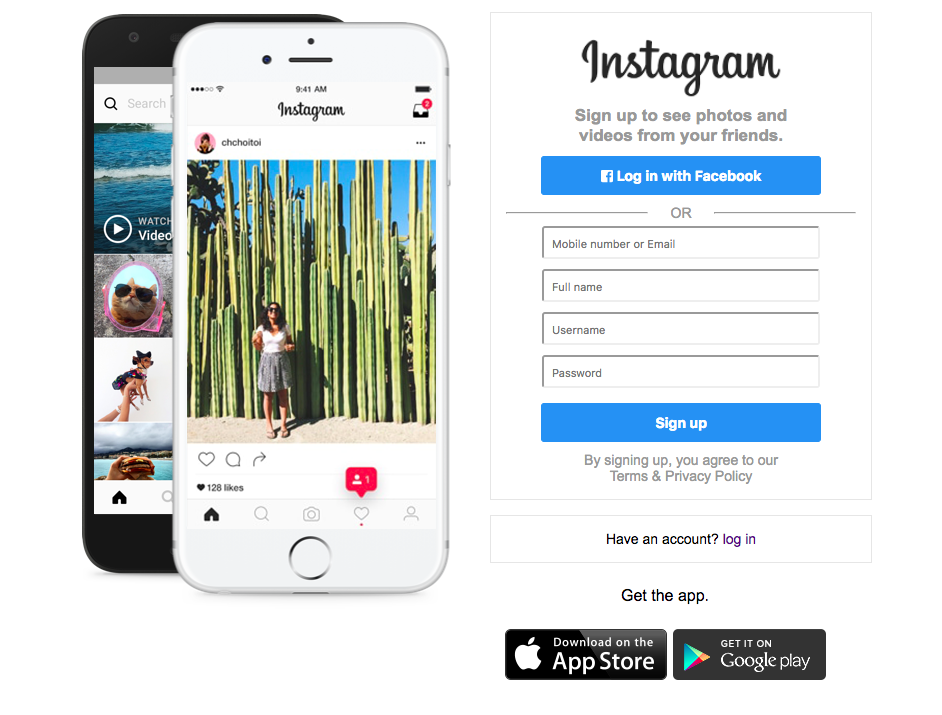 Search
WATCH
Video
9:41 AM
Instagram
2
chchoitoi
128 likes
1
Instagram
Sign up to see photos and
videos from your friends.
Log in with Facebook
OR
Mobile number or Email
Full name
Username
Password
Sign up
By signing up, you agree to our
Terms & Privacy Policy
Have an account? log in
Get the app.
Download on the
App Store
GET IT ON
Google play